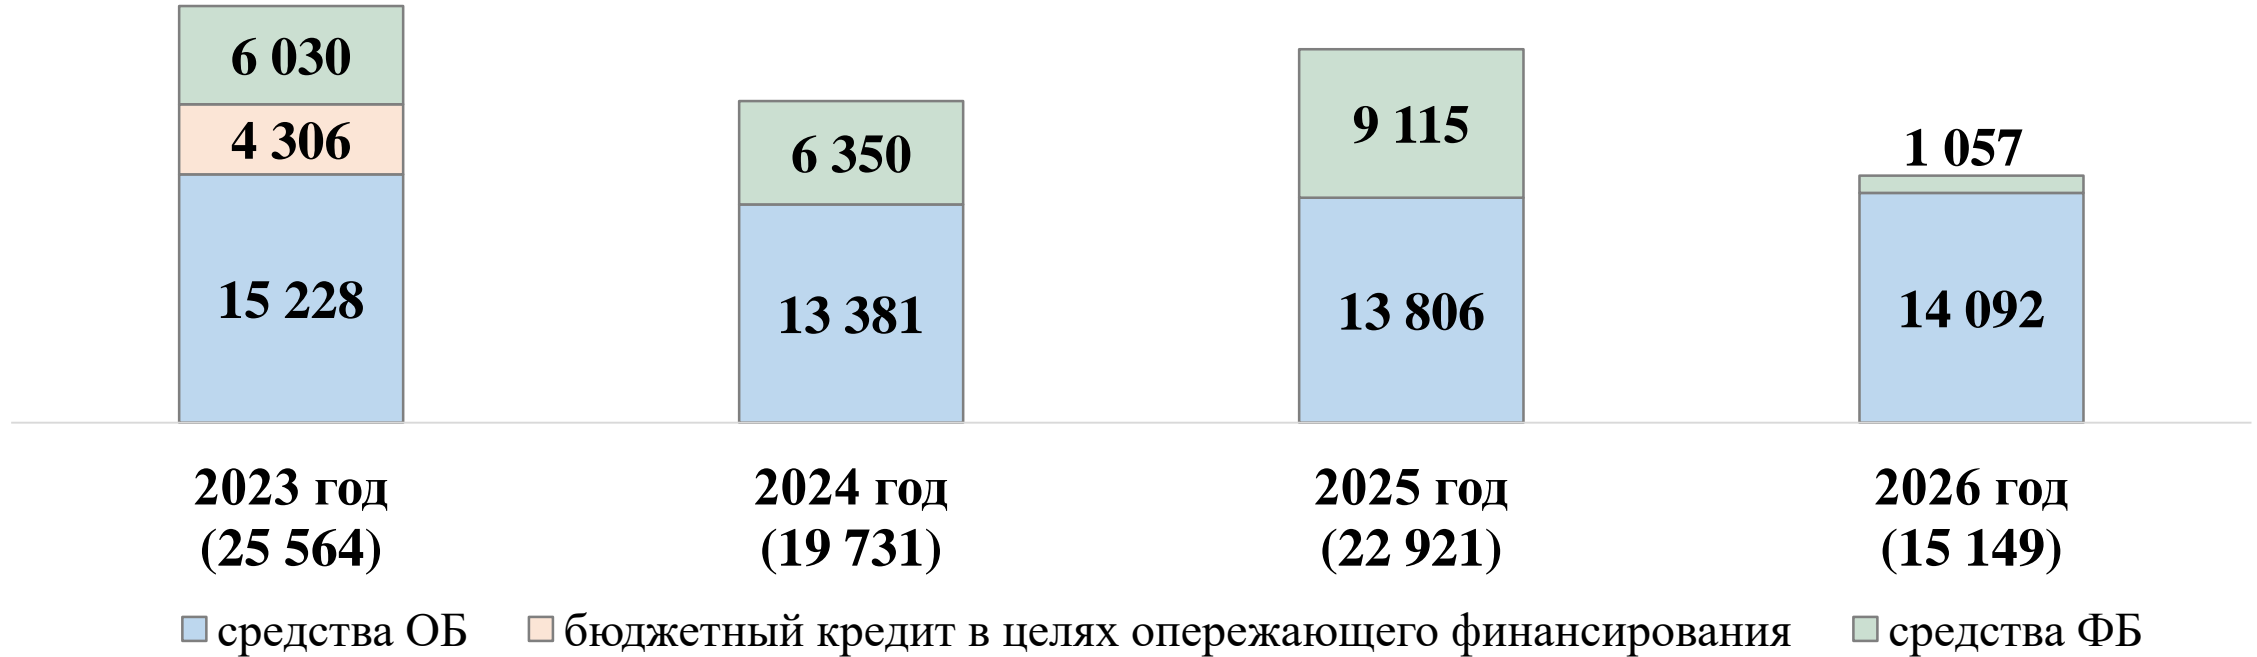 6 030
4 306
15 228
6 350
13 381
9 115
13 806
1 057
14 092
2023 год
(25 564)
2024 год
(19 731)
2025 год
(22 921)
2026 год
(15 149)
средства ОБ
бюджетный кредит в целях опережающего финансирования
средства ФБ